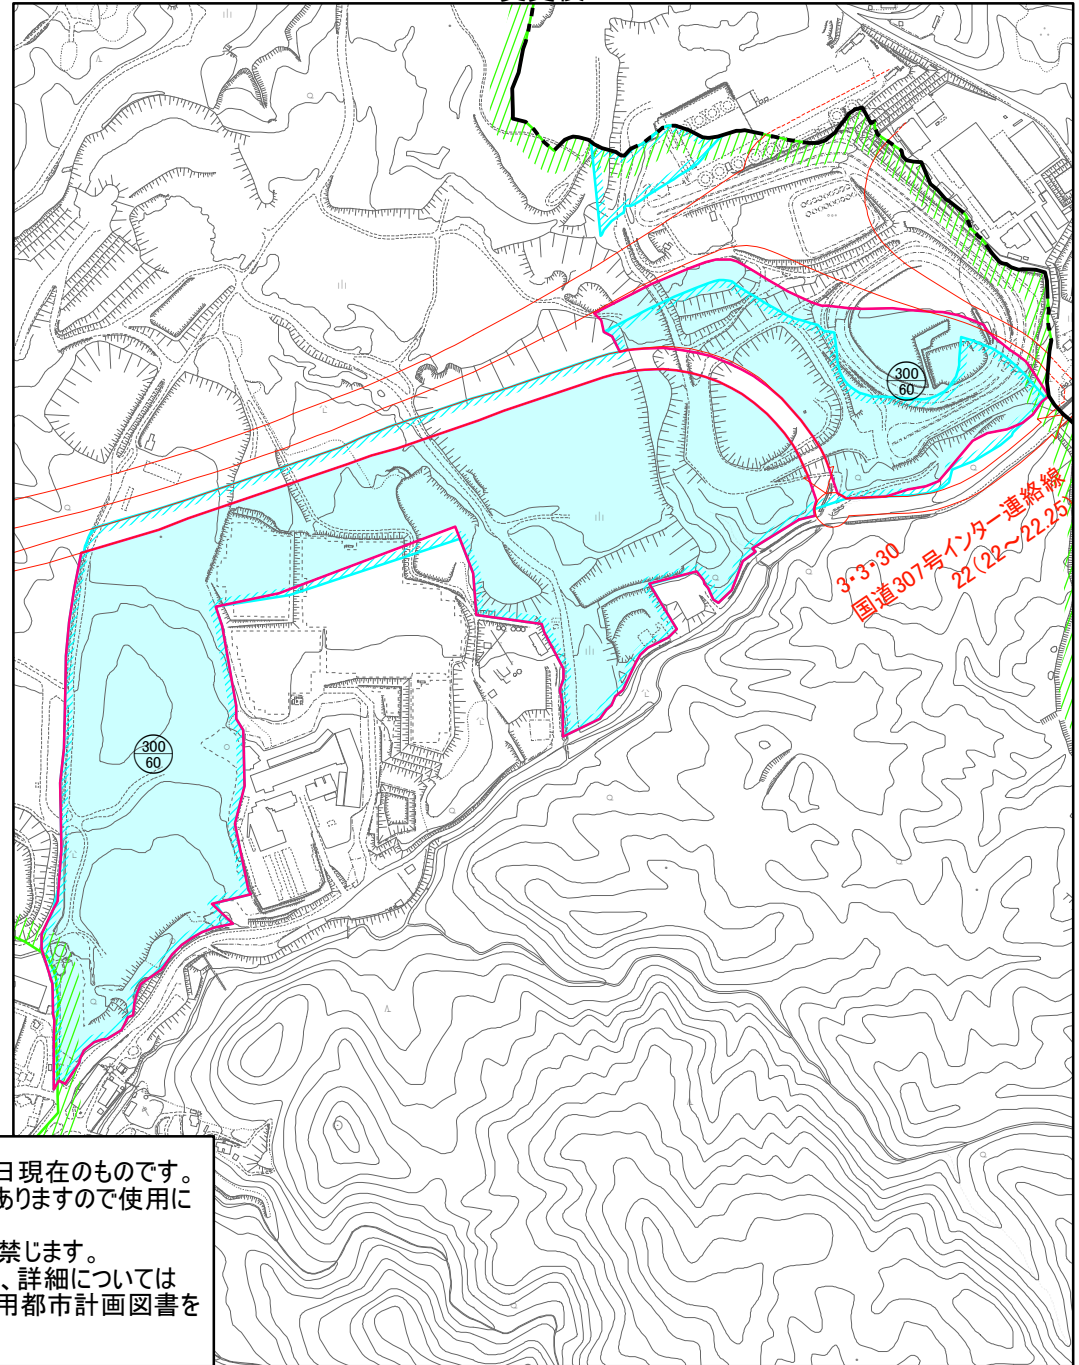 300
60
3・3・30
国道307号インター連絡線
22(22～22.25)
300
60
日現在のものです。
ありますので使用に
禁じます。
、詳細については
用都市計画図書を